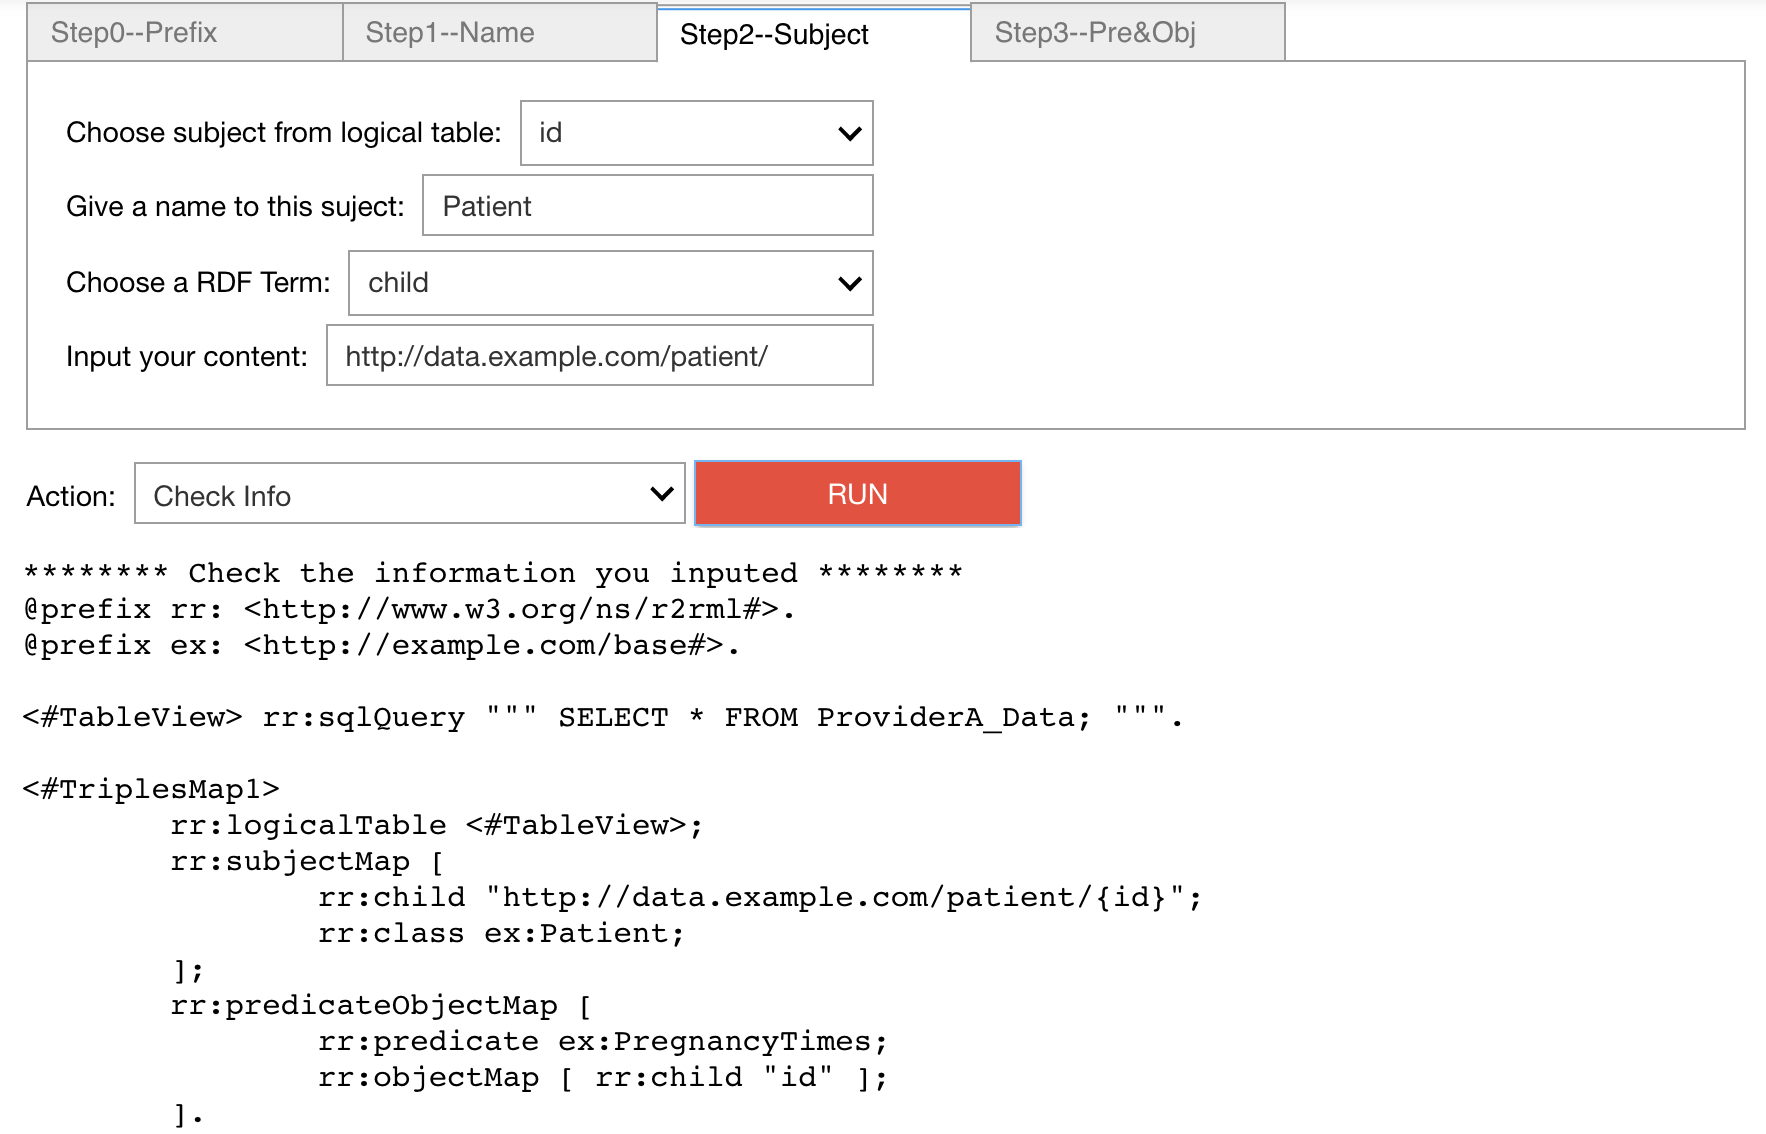 Step0--Prefix Step1--Name Step2--Subject Step3--Pre&Obj
Choose subject from logical table: id
Give a name to this suject: Patient
Choose a RDF Term: child
Input your content: http://data.example.com/patient/
Action: Check Info RUN
******** Check the information you inputed ********
@prefix rr: <http://www.w3.org/ns/r2rml#>.
@prefix ex: <http://example.com/base#>.
<#TableView> rr:sqlQuery """ SELECT * FROM ProviderA_Data; """.
<#TriplesMap1>
rr:logicalTable <#TableView>;
rr:subjectMap [
rr:child "http://data.example.com/patient/{id}";
rr:class ex:Patient;
];
rr:predicateObjectMap [
rr:predicate ex:PregnancyTimes;
rr:objectMap [ rr:child "id" ];
].